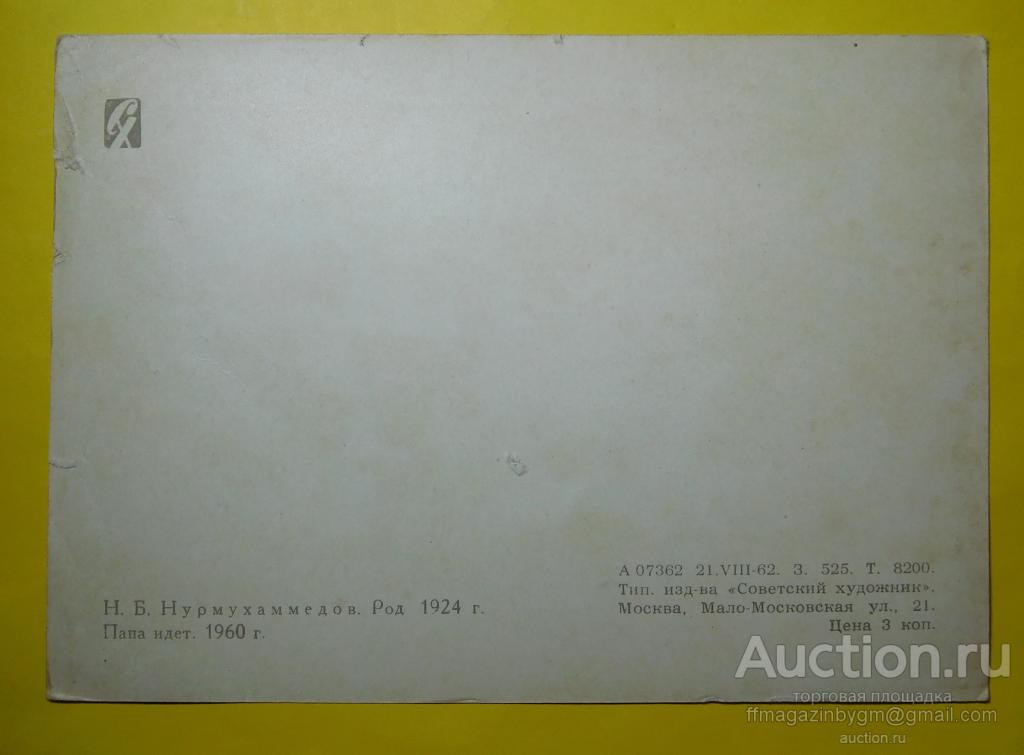 СХ
Н. Б. Нурмухаммедов. Род 1924 г.
Папа идет. 1960 г.
А 07362 21.VIII-62. З. 525. Т. 8200.
Тип. изд-ва «Советский художник».
Москва, Мало-Московская ул., 21.
Цена 3 коп.
Auction.ru
торговая площадка
ffmagazinbygm@gmail.com
auction.ru